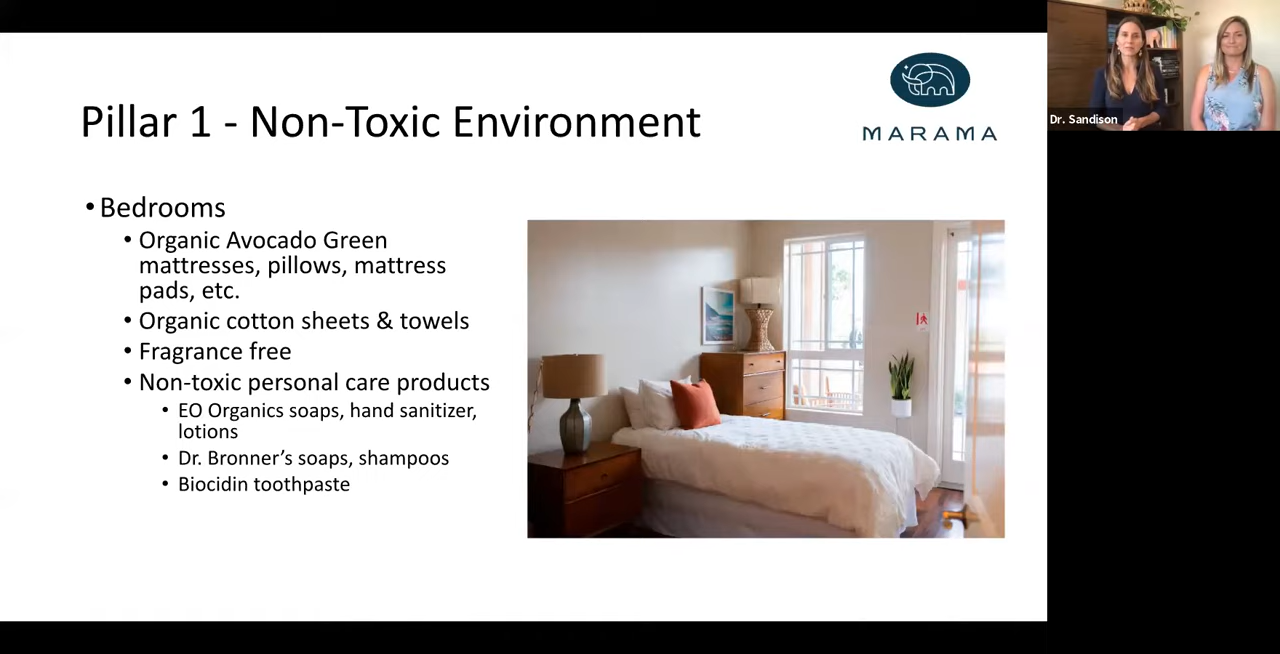 Pillar 1 - Non-Toxic Environment
MARAMA
Dr. Sandison
• Bedrooms
• Organic Avocado Green
mattresses, pillows, mattress
pads, etc.
• Organic cotton sheets & towels
• Fragrance free
• Non-toxic personal care products
• EO Organics soaps, hand sanitizer,
lotions
• Dr. Bronner’s soaps, shampoos
• Biocidin toothpaste